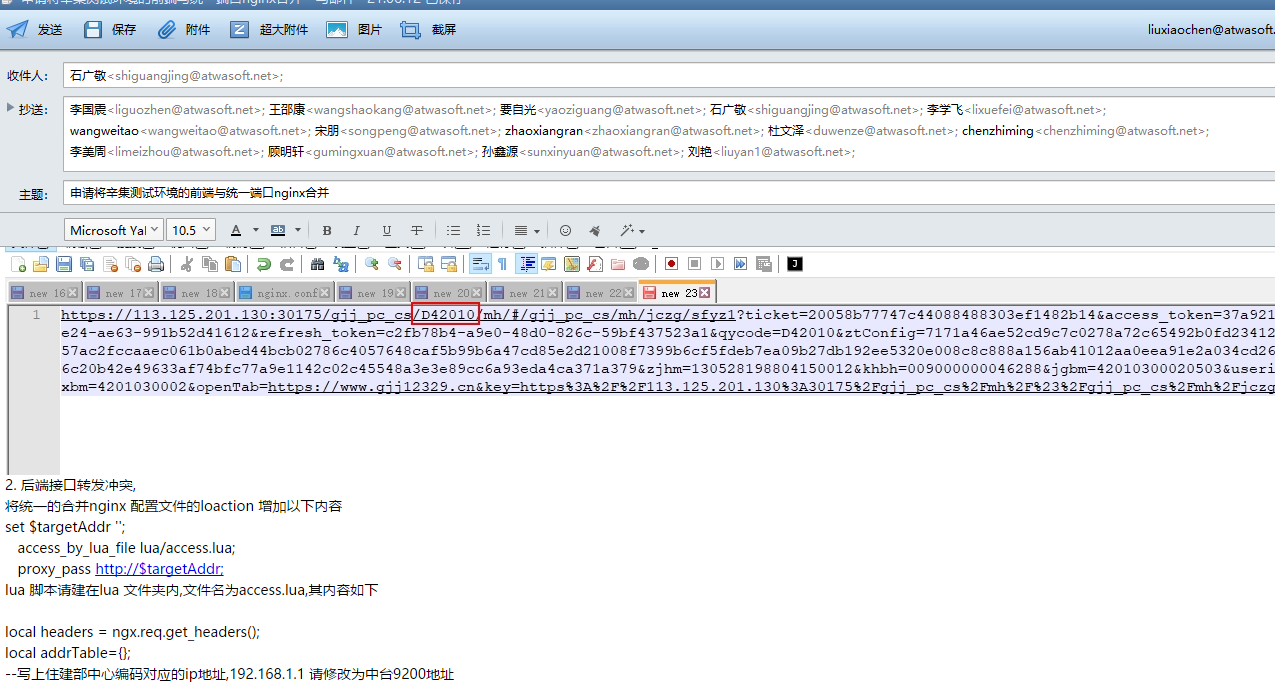 发送 保存 附件 超大附件 图片 截屏 liuxiaochen@atwasoft.
收件人: 石广敬<shiguangjing@atwasoft.net>;
抄送: 李国震<liguozhen@atwasoft.net>; 王邵康<wangshaokang@atwasoft.net>; 要自光<yaoziguang@atwasoft.net>; 石广敬<shiguangjing@atwasoft.net>; 李学飞<lixuefei@atwasoft.net>;
wangweitao<wangweitao@atwasoft.net>; 宋朋<songpeng@atwasoft.net>; zhaoxiangran<zhaoxiangran@atwasoft.net>; 杜文泽<duwenze@atwasoft.net>; chenzhiming<chenzhiming@atwasoft.net>;
李美周<limeizhou@atwasoft.net>; 顾明轩<gumingxuan@atwasoft.net>; 孙鑫源<sunxinyuan@atwasoft.net>; 刘艳<liuyan1@atwasoft.net>;
主题: 申请将辛集测试环境的前端与统一端口nginx合并
Microsoft Yal 10.5 A ab B I U T
new 16 new 17 new 18 nginx.conf new 19 new 20 new 21 new 22 new 23
1 https://113.125.201.130:30175/gjj_pc_cs/D42010/mh/#/gjj_pc_cs/mh/jczg/sfyz1?ticket=20058b77747c44088488303ef1482b14&access_token=37a921
e24-ae63-991b52d41612&refresh_token=c2fb78b4-a9e0-48d0-826c-59bf437523a1&qycode=D42010&ztConfig=7171a46ae52cd9c7c0278a72c65492b0fd23412
57ac2fccaaec061b0abed44bcb02786c4057648caf5b99b6a47cd85e2d21008f7399b6cf5fdeb7ea09b27db192ee5320e008c8c888a156ab41012aa0eea91e2a034cd26
6c20b42e49633af74bfc77a9e1142c02c45548a3e3e89cc6a93eda4ca371a379&zjhm=130528198804150012&khbh=009000000046288&jgbm=42010300020503&useri
xbm=4201030002&openTab=https://www.gjj12329.cn&key=https%3A%2F%2F113.125.201.130%3A30175%2Fgjj_pc_cs%2Fmh%2F%23%2Fgjj_pc_cs%2Fmh%2Fjczg
2. 后端接口转发冲突,
将统一的合并nginx 配置文件的loaction 增加以下内容
set $targetAddr '';
access_by_lua_file lua/access.lua;
proxy_pass http://$targetAddr;
lua 脚本请建在lua 文件夹内,文件名为access.lua,其内容如下
local headers = ngx.req.get_headers();
local addrTable={};
--写上住建部中心编码对应的ip地址,192.168.1.1 请修改为中台9200地址